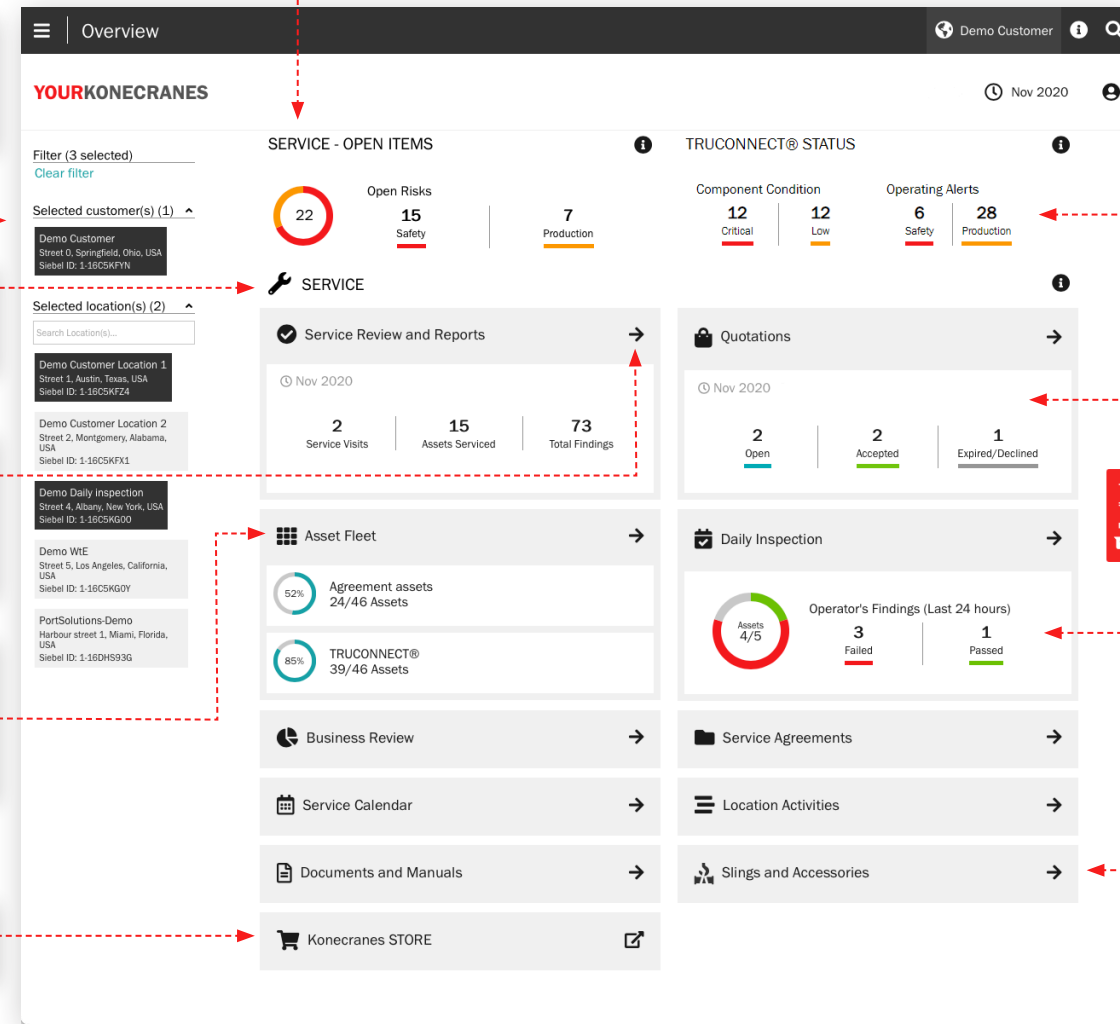 Overview
Demo Customer
YOURKONECRANES
Nov 2020
Filter (3 selected)
Clear filter
Selected customer(s) (1)
Demo Customer
Street 0, Springfield, Ohio, USA
Siebel ID: 1-16C5KFYN
Selected location(s) (2)
Search Location(s)...
Demo Customer Location 1
Street 1, Austin, Texas, USA
Siebel ID: 1-16C5KFZ4
Demo Customer Location 2
Street 2, Montgomery, Alabama,
USA
Siebel ID: 1-16C5KFX1
Demo Daily inspection
Street 4, Albany, New York, USA
Siebel ID: 1-16C5KG00
Demo WtE
Street 5, Los Angeles, California,
USA
Siebel ID: 1-16C5KG0Y
PortSolutions-Demo
Harbour street 1, Miami, Florida,
USA
Siebel ID: 1-16DHS93G
SERVICE - OPEN ITEMS
22
Open Risks
15
Safety
7
Production
TRUCONNECT® STATUS
Component Condition
12
Critical
12
Low
Operating Alerts
6
Safety
28
Production
SERVICE
Service Review and Reports
Nov 2020
2
Service Visits
15
Assets Serviced
73
Total Findings
Quotations
Nov 2020
2
Open
2
Accepted
1
Expired/Declined
Asset Fleet
52%
Agreement assets
24/46 Assets
85%
TRUCONNECT®
39/46 Assets
Daily Inspection
Assets
4/5
Operator's Findings (Last 24 hours)
3
Failed
1
Passed
Business Review
Service Agreements
Service Calendar
Location Activities
Documents and Manuals
Slings and Accessories
Konecranes STORE